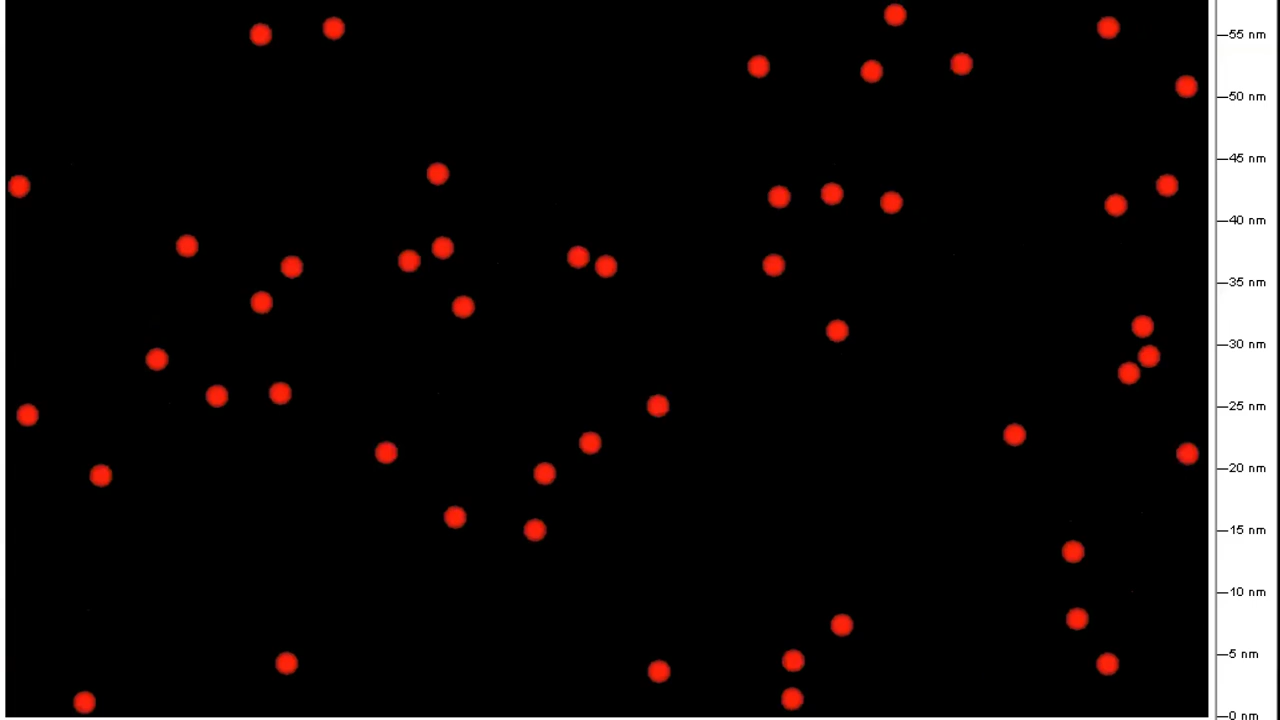 55 nm
50 nm
45 nm
40 nm
35 nm
30 nm
25 nm
20 nm
15 nm
10 nm
5 nm
0 nm